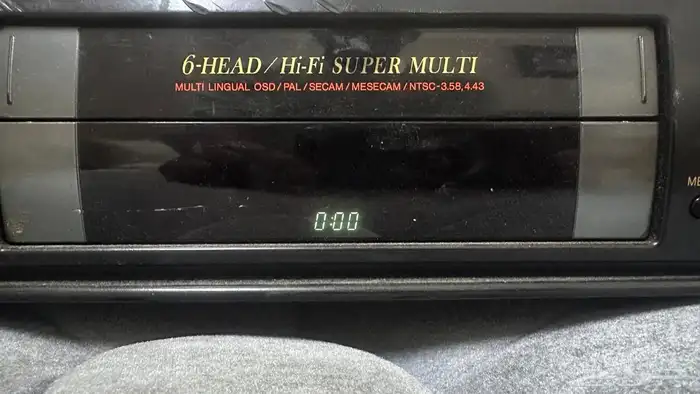 6-HEAD / Hi-Fi SUPER MULTI
MULTI LINGUAL OSD / PAL / SECAM / MESECAM / NTSC-3.58, 4.43
0:00